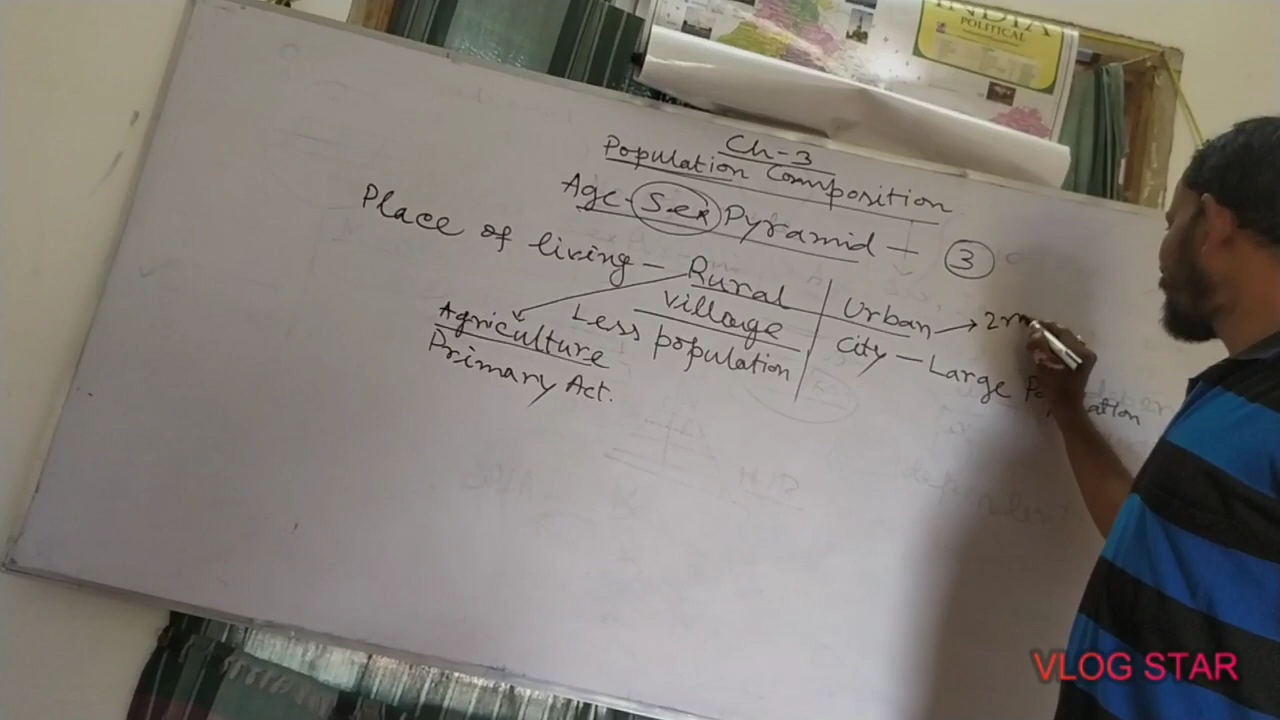 INDIA
POLITICAL
Ch-3
Population Composition
Age-Sex Pyramid - 3
Place of living - Rural | Urban → 2n
village | City - Large
Agriculture Less population
Primary Act.
VLOG STAR